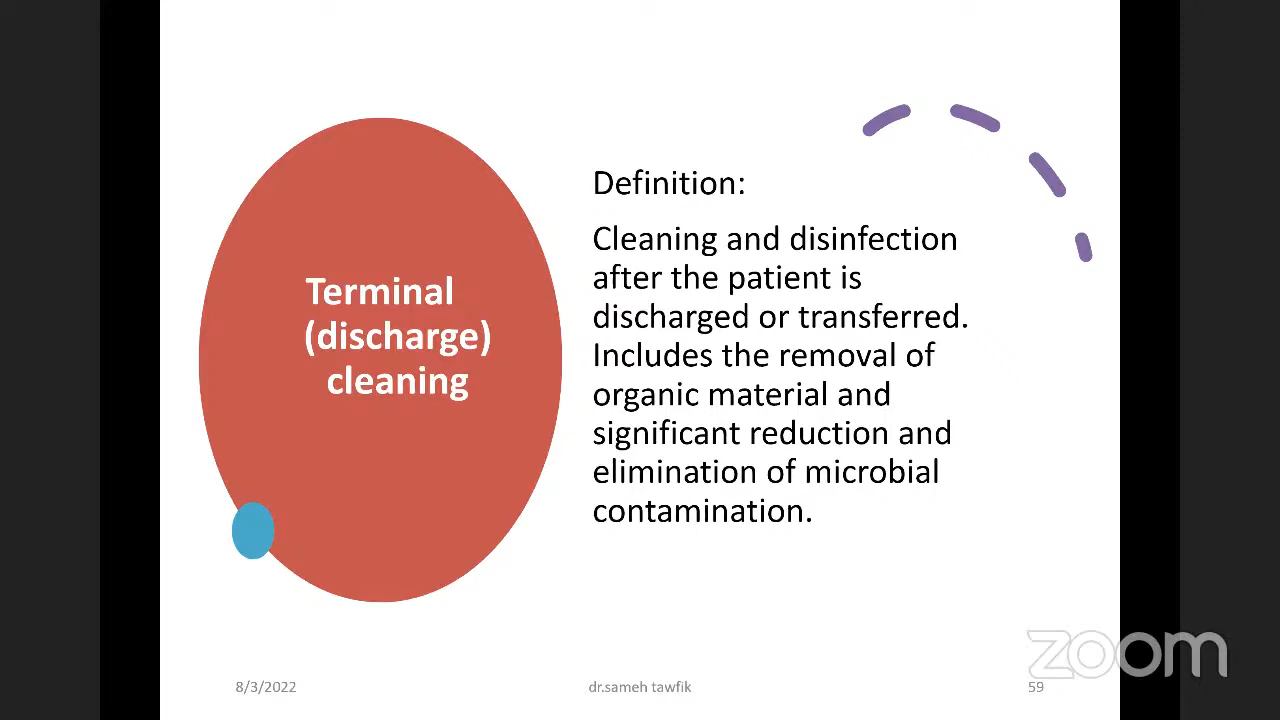 Terminal
(discharge)
cleaning
Definition:
Cleaning and disinfection
after the patient is
discharged or transferred.
Includes the removal of
organic material and
significant reduction and
elimination of microbial
contamination.
zoom
8/3/2022
dr.sameh tawfik
59